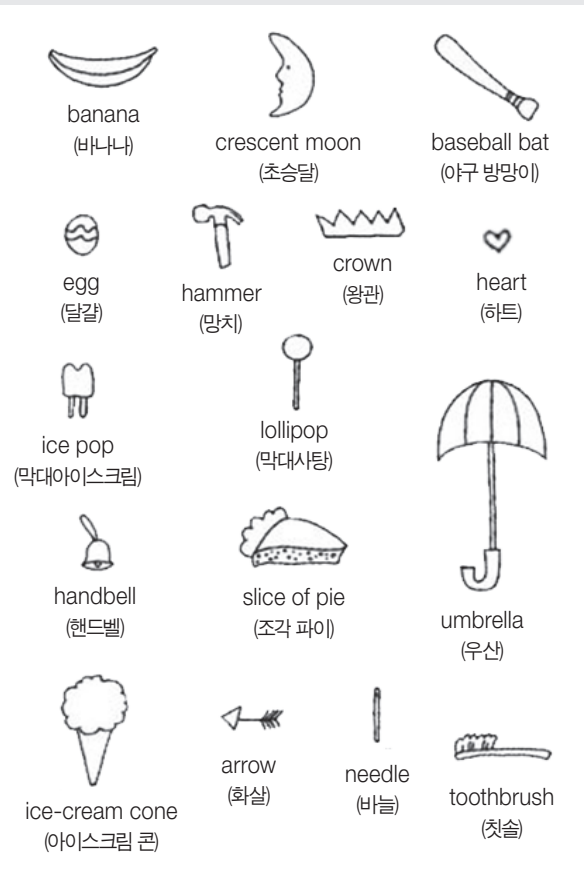 banana
(바나나)
crescent moon
(초승달)
baseball bat
(야구 방망이)
egg
(달걀)
hammer
(망치)
crown
(왕관)
heart
(하트)
ice pop
(막대아이스크림)
lollipop
(막대사탕)
handbell
(핸드벨)
slice of pie
(조각 파이)
umbrella
(우산)
ice-cream cone
(아이스크림 콘)
arrow
(화살)
needle
(바늘)
toothbrush
(칫솔)